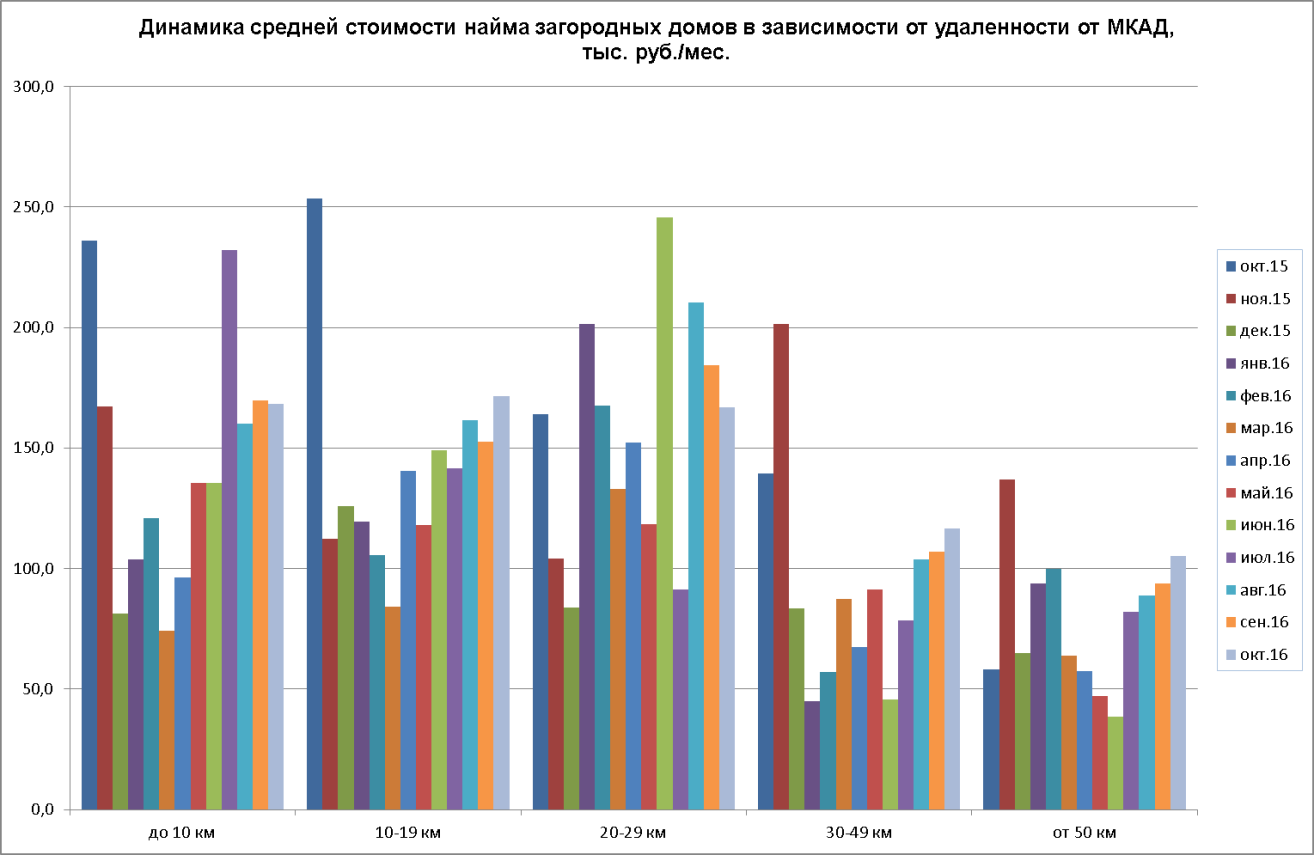 Динамика средней стоимости найма загородных домов в зависимости от удаленности от МКАД,
тыс. руб./мес.
300,0
250,0
200,0
150,0
100,0
50,0
0,0
до 10 км
10-19 км
20-29 км
30-49 км
от 50 км
окт.15
ноя.15
дек.15
янв.16
фев.16
мар.16
апр.16
май.16
июн.16
июл.16
авг.16
сен.16
окт.16